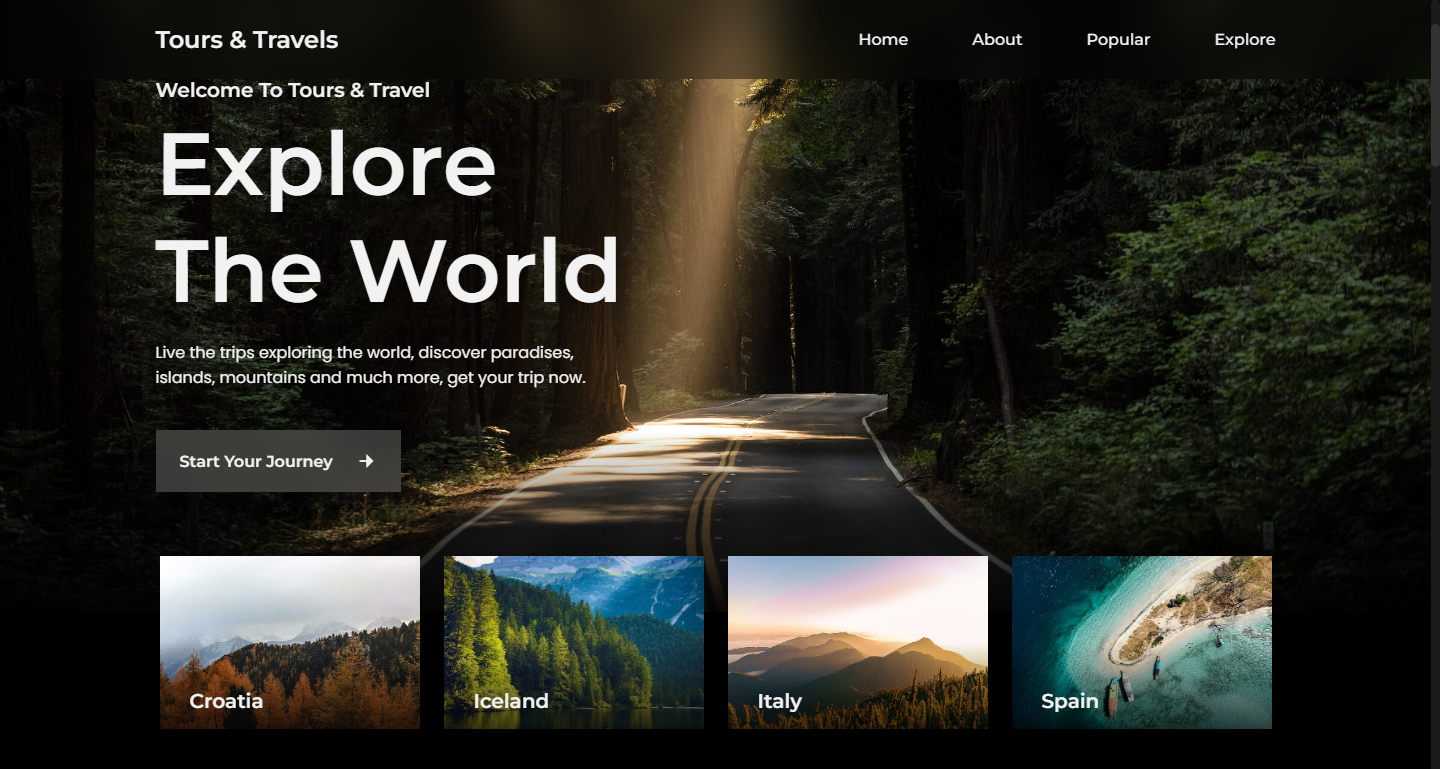 Tours & Travels
Home
About
Popular
Explore
Welcome To Tours & Travel
Explore
The World
Live the trips exploring the world, discover paradises,
islands, mountains and much more, get your trip now.
Start Your Journey
Croatia
Iceland
Italy
Spain